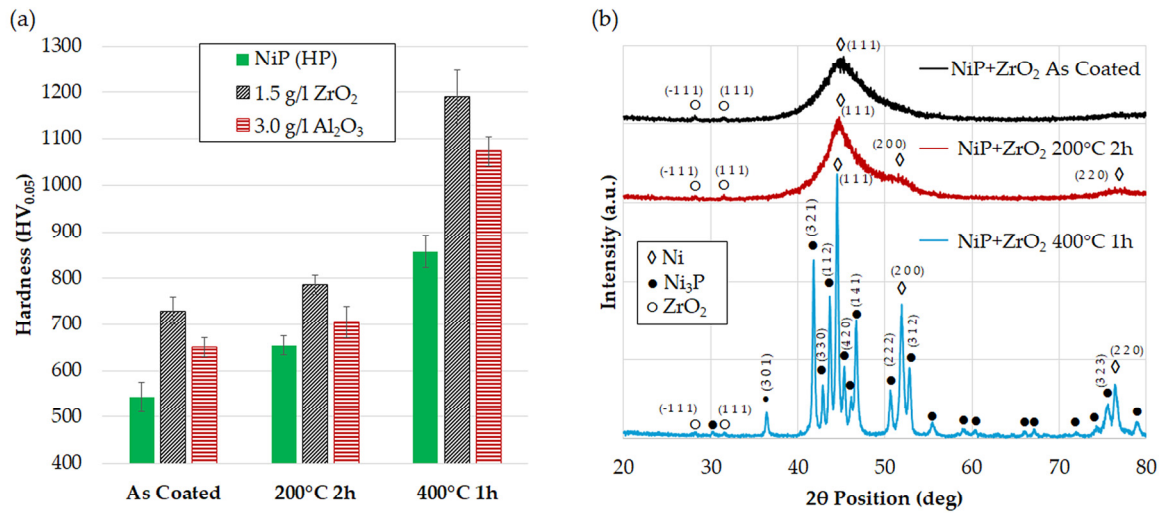 (a)
1300
1200
1100
1000
900
800
700
600
500
400
Hardness (HV0.05)
NiP (HP)
1.5 g/l ZrO₂
3.0 g/l Al₂O₃
As Coated
200°C 2h
400°C 1h
(b)
Intensity (a.u.)
(1 1 1)
NiP+ZrO₂ As Coated
(-1 1 1)
(1 1 1)
(1 1 1)
(2 0 0)
NiP+ZrO₂ 200°C 2h
(-1 1 1)
(1 1 1)
(2 2 0)
(1 1 1)
NiP+ZrO₂ 400°C 1h
Ni
Ni₃P
ZrO₂
(3 2 1)
(1 1 2)
(2 0 0)
(1 4 1)
(3 3 0)
(4 2 0)
(3 1 2)
(3 0 1)
(2 2 2)
(3 2 3)
(2 2 0)
(-1 1 1)
(1 1 1)
20
30
40
50
60
70
80
2θ Position (deg)